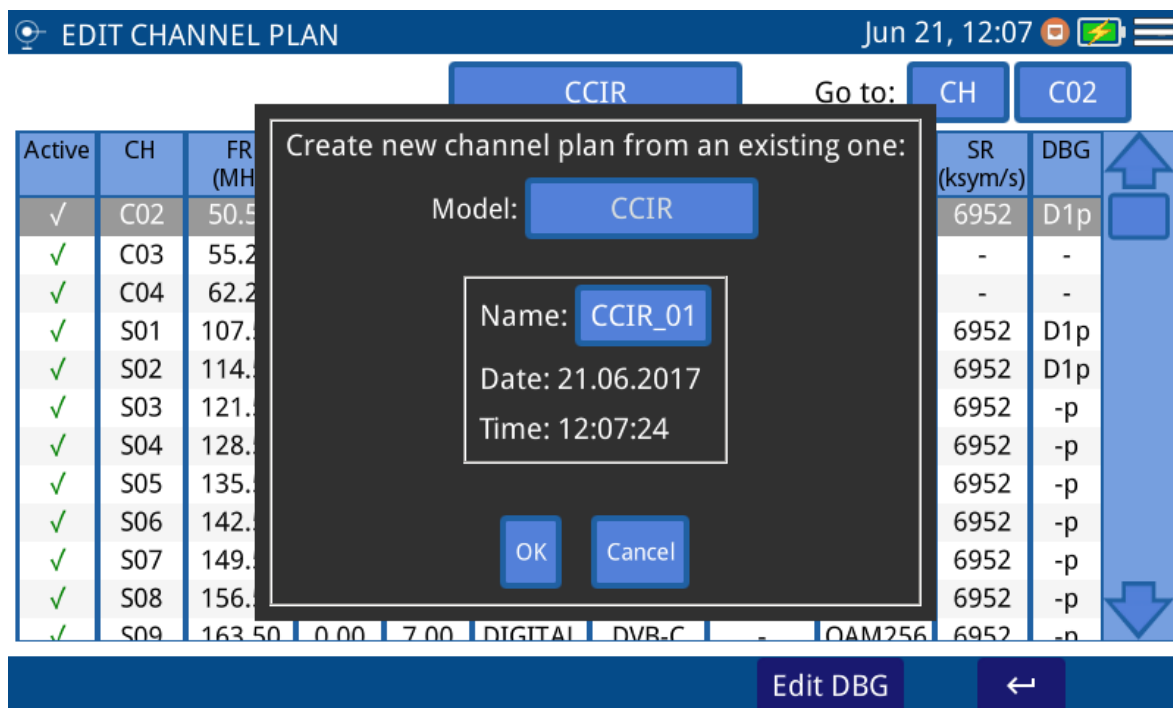 EDIT CHANNEL PLAN Jun 21, 12:07
CCIR Go to: CH C02
Active CH FR SR DBG
(MH (ksym/s)
Create new channel plan from an existing one:
Model: CCIR
Name: CCIR_01
Date: 21.06.2017
Time: 12:07:24
OK Cancel
√ C02 50.5 6952 D1p
√ C03 55.2 - -
√ C04 62.2 - -
√ S01 107. 6952 D1p
√ S02 114. 6952 D1p
√ S03 121. 6952 -p
√ S04 128. 6952 -p
√ S05 135. 6952 -p
√ S06 142. 6952 -p
√ S07 149. 6952 -p
√ S08 156. 6952 -p
√ S09 163.50 0.00 7.00 DIGITAL DVB-C - QAM256 6952 -p
Edit DBG ↵